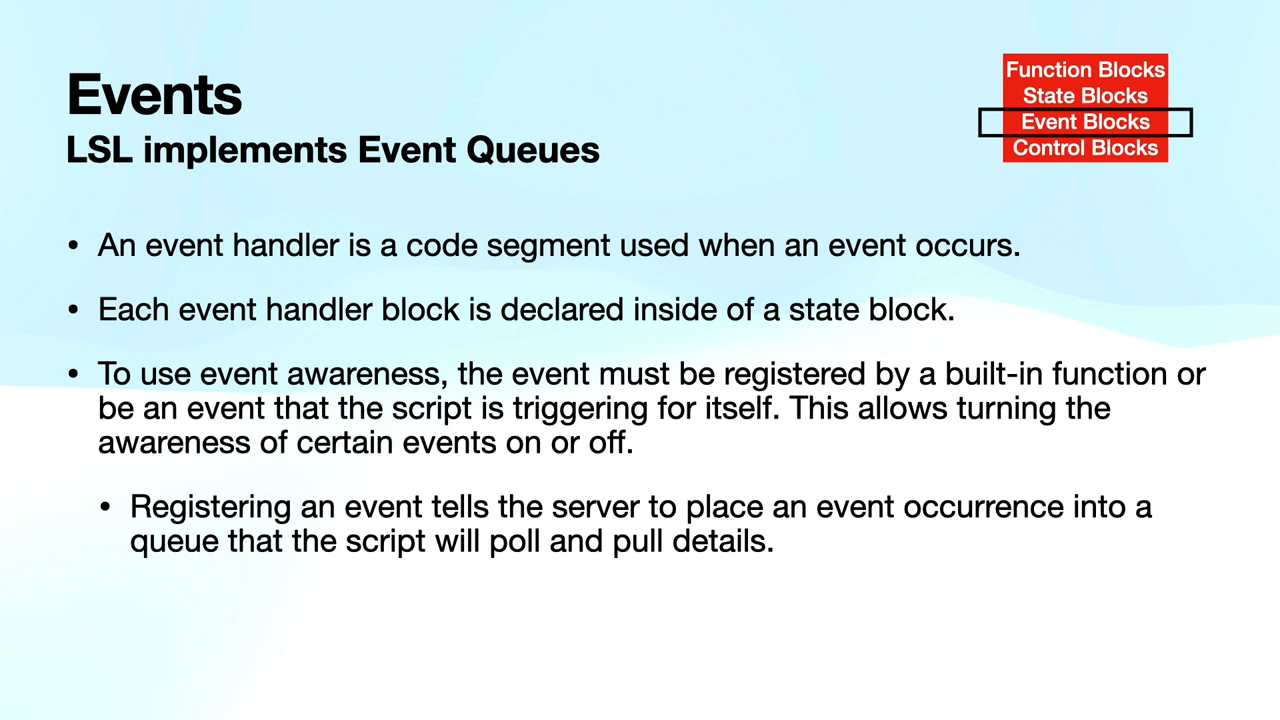 Events
LSL implements Event Queues
Function Blocks
State Blocks
Event Blocks
Control Blocks
• An event handler is a code segment used when an event occurs.
• Each event handler block is declared inside of a state block.
• To use event awareness, the event must be registered by a built-in function or
be an event that the script is triggering for itself. This allows turning the
awareness of certain events on or off.
• Registering an event tells the server to place an event occurrence into a
queue that the script will poll and pull details.